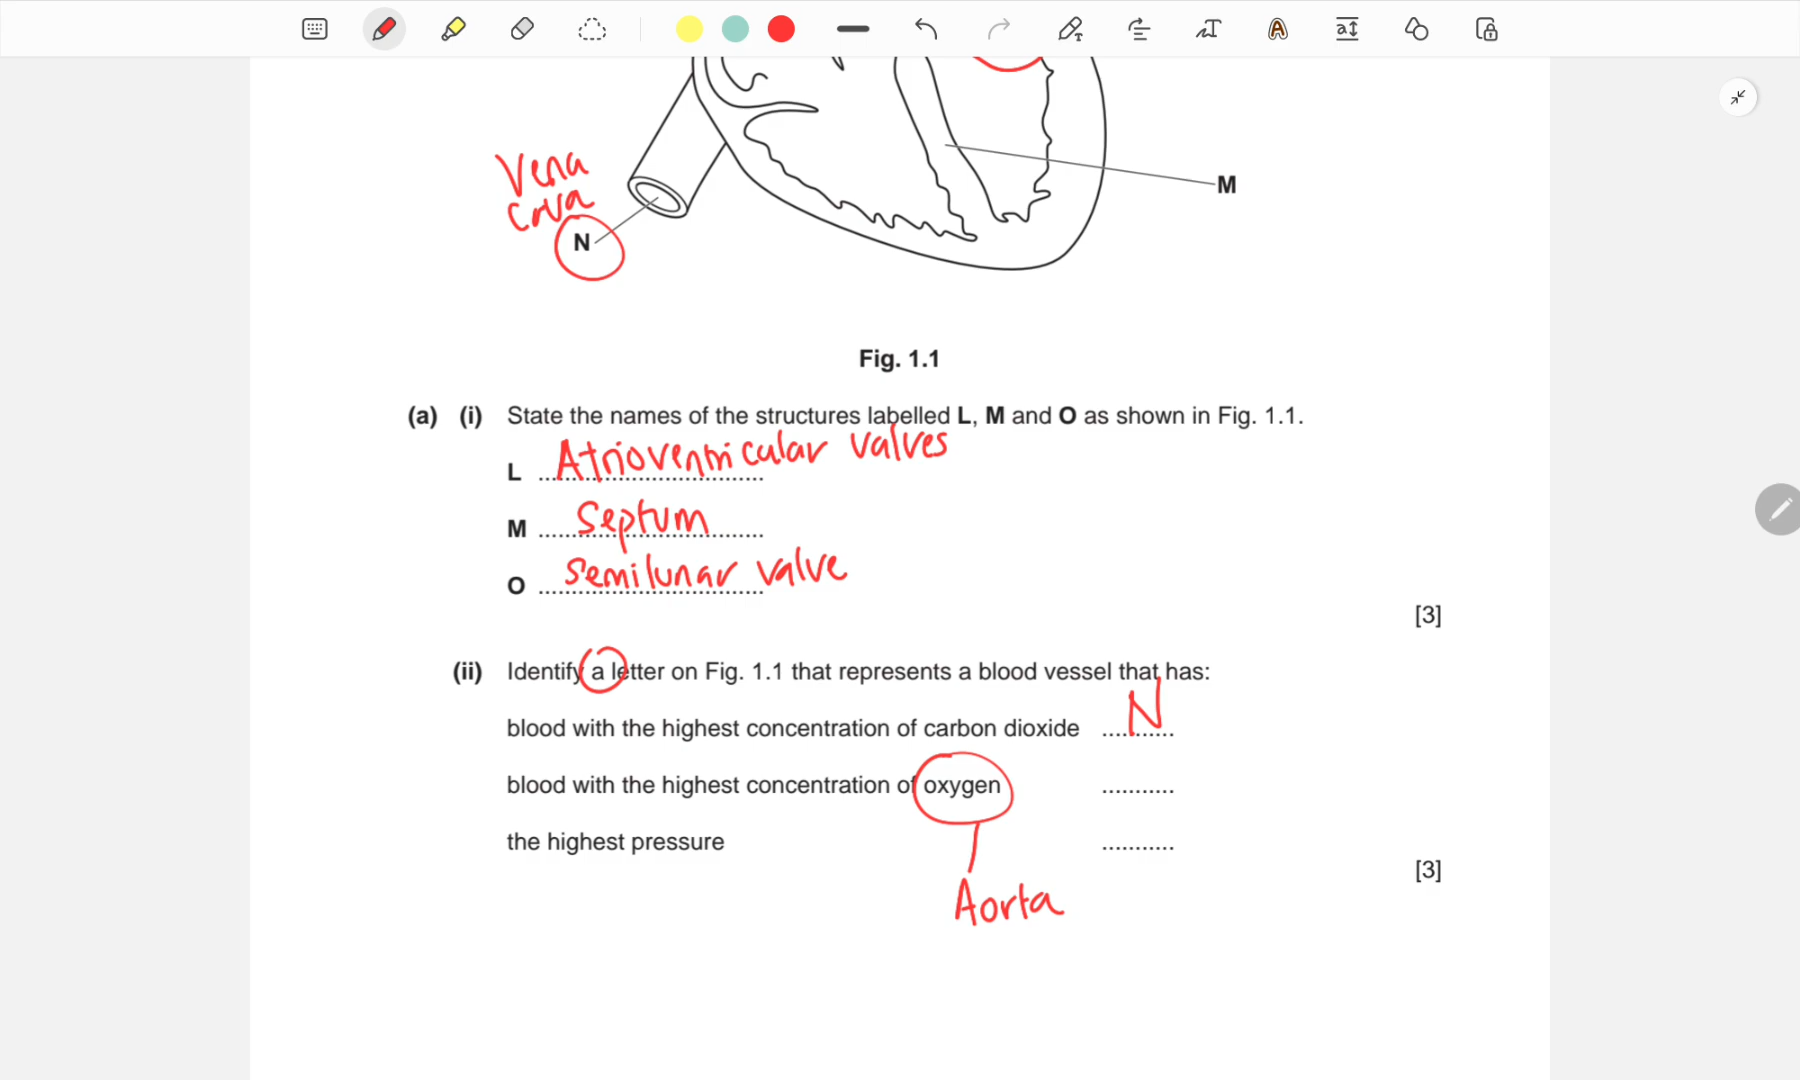 Vena
Cava
N
M
Fig. 1.1
(a) (i) State the names of the structures labelled L, M and O as shown in Fig. 1.1.
L .................................. Atrioventricular valves
M .................................. Septum
O .................................. Semilunar valve
[3]
(ii) Identify a letter on Fig. 1.1 that represents a blood vessel that has:
blood with the highest concentration of carbon dioxide ........... N
blood with the highest concentration of oxygen ...........
the highest pressure ...........
[3]
Aorta